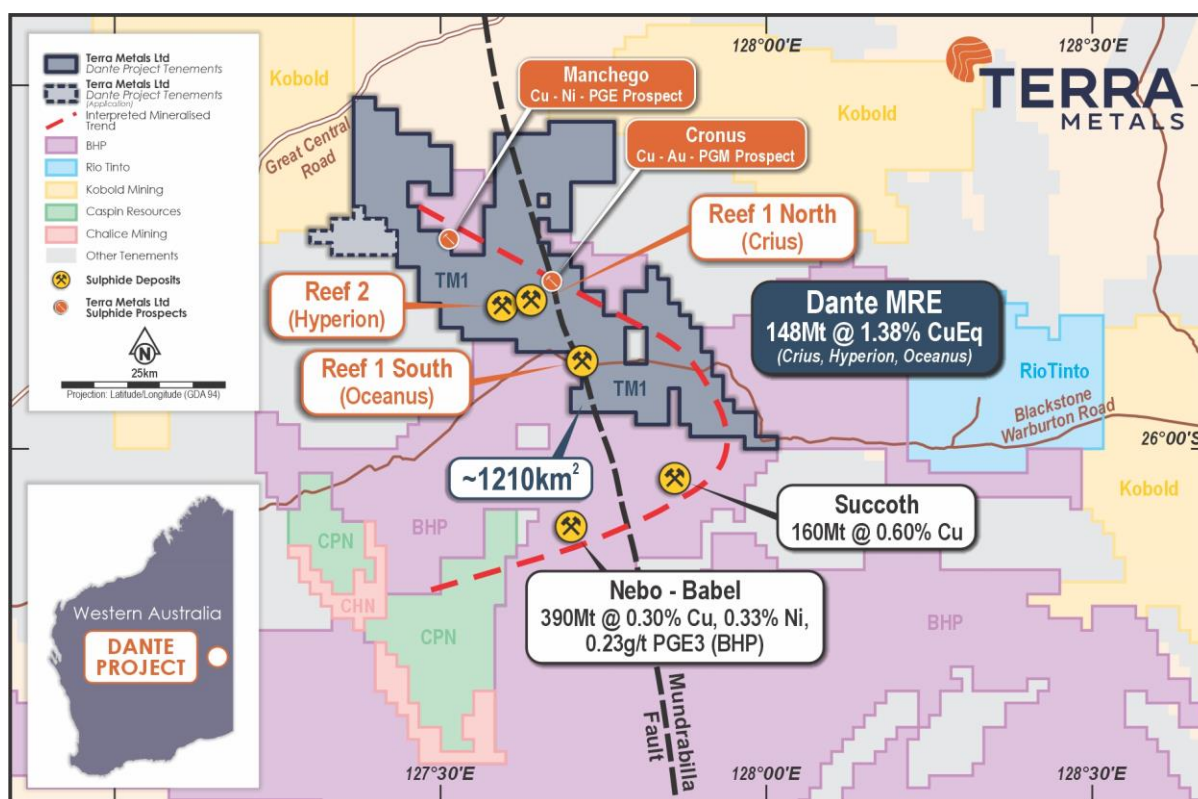 Terra Metals Ltd
Dante Project Tenements
Terra Metals Ltd
Dante Project Tenements
(Application)
Interpreted Mineralised
Trend
BHP
Rio Tinto
Kobold Mining
Caspin Resources
Chalice Mining
Other Tenements
Sulphide Deposits
Terra Metals Ltd
Sulphide Prospects
N
25km
Projection: Latitude/Longitude (GDA 94)
128°00'E
128°30'E
TERRA
METALS
Kobold
Kobold
Great Central
Road
Manchego
Cu - Ni - PGE Prospect
Cronus
Cu - Au - PGM Prospect
Reef 1 North
(Crius)
TM1
Reef 2
(Hyperion)
Dante MRE
148Mt @ 1.38% CuEq
(Crius, Hyperion, Oceanus)
Reef 1 South
(Oceanus)
TM1
RioTinto
Blackstone
Warburton Road
26°00'S
~1210km²
Kobold
Succoth
160Mt @ 0.60% Cu
BHP
CPN
CHN
CPN
Nebo - Babel
390Mt @ 0.30% Cu, 0.33% Ni,
0.23g/t PGE3 (BHP)
BHP
Mundrabilla
Fault
Western Australia
DANTE
PROJECT
127°30'E
128°00'E
128°30'E